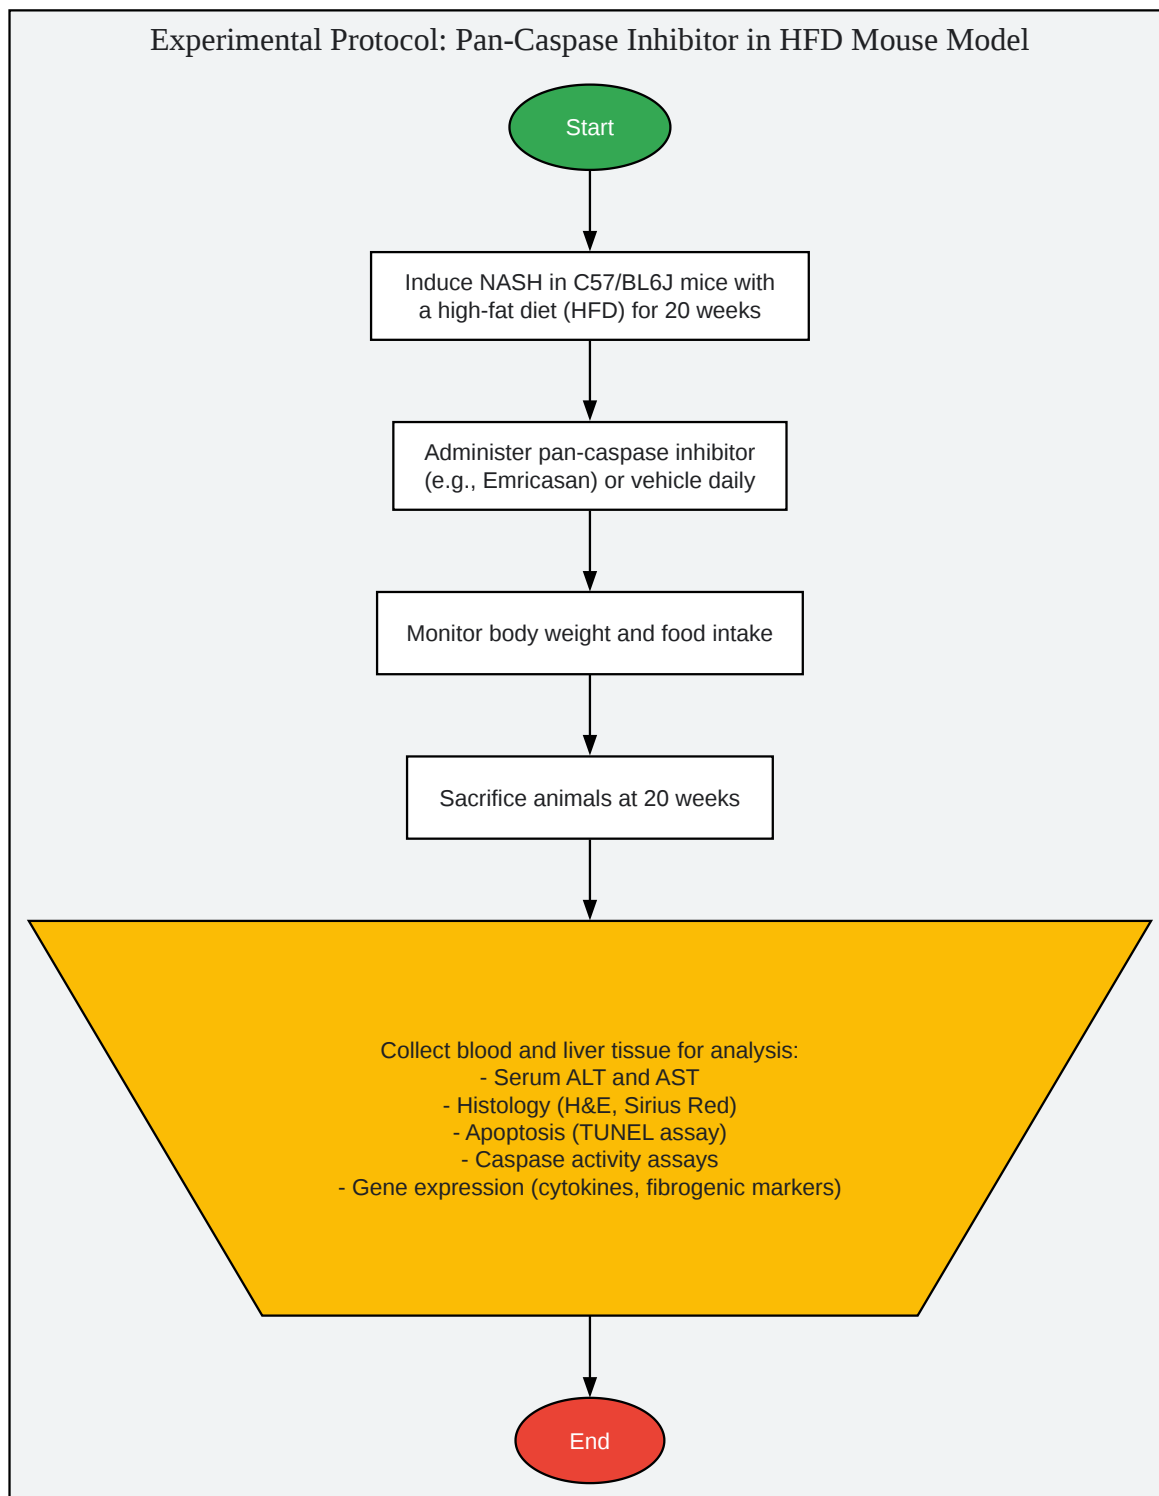 Experimental Protocol: Pan-Caspase Inhibitor in HFD Mouse Model
Start
Induce NASH in C57/BL6J mice with
a high-fat diet (HFD) for 20 weeks
Administer pan-caspase inhibitor
(e.g., Emricasan) or vehicle daily
Monitor body weight and food intake
Sacrifice animals at 20 weeks
Collect blood and liver tissue for analysis:
- Serum ALT and AST
- Histology (H&E, Sirius Red)
- Apoptosis (TUNEL assay)
- Caspase activity assays
- Gene expression (cytokines, fibrogenic markers)
End